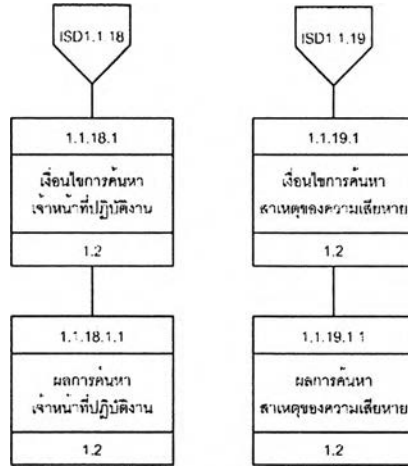 ISD1.1.18
1.1.18.1
เงื่อนไขการค้นหา
เจ้าหน้าที่ปฏิบัติงาน
1.2
1.1.18.1.1
ผลการค้นหา
เจ้าหน้าที่ปฏิบัติงาน
1.2
ISD1.1.19
1.1.19.1
เงื่อนไขการค้นหา
สาเหตุของความเสียหาย
1.2
1.1.19.1.1
ผลการค้นหา
สาเหตุของความเสียหาย
1.2